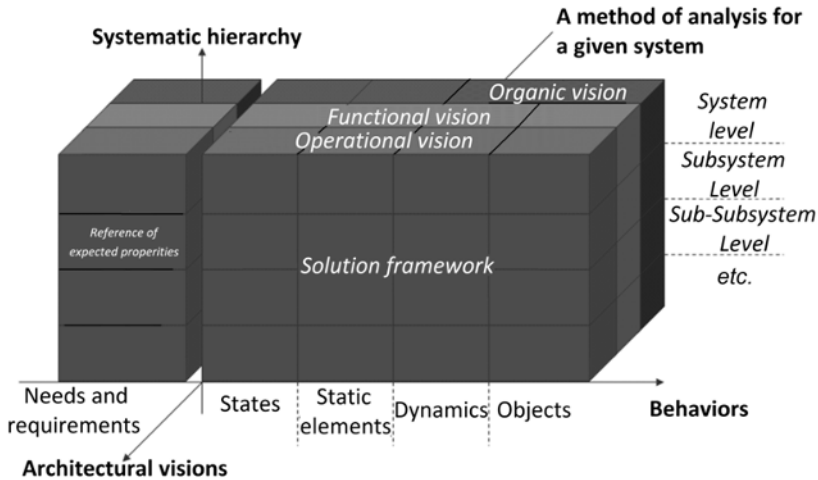 A method of analysis for
a given system
Systematic hierarchy
Organic vision
Functional vision
Operational vision
System
level
Subsystem
Level
Sub-Subsystem
Level
etc.
Reference of
expected properities
Solution framework
Needs and
requirements
States
Static
elements
Dynamics
Objects
Behaviors
Architectural visions